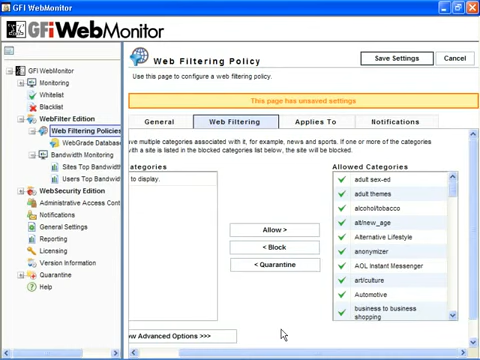 GFI WebMonitor
GFI WebMonitor
Web Filtering Policy
Save Settings
Cancel
Use this page to configure a web filtering policy.
This page has unsaved settings
General
Web Filtering
Applies To
Notifications
ave multiple categories associated with it, for example, news and sports. If one or more of the categories
with a site is listed in the blocked categories list below, the site will be blocked.
ategories
Allowed Categories
to display.
adult sex-ed
adult themes
alcohol/tobacco
alt/new_age
Alternative Lifestyle
anonymizer
AOL Instant Messenger
art/culture
Automotive
business to business
shopping
Allow >
< Block
< Quarantine
ow Advanced Options >>>
GFI WebMonitor
Monitoring
Whitelist
Blacklist
WebFilter Edition
Web Filtering Policies
WebGrade Database
Bandwidth Monitoring
Sites Top Bandwidt
Users Top Bandwid
WebSecurity Edition
Administrative Access Cont
Notifications
General Settings
Reporting
Licensing
Version Information
Quarantine
Help